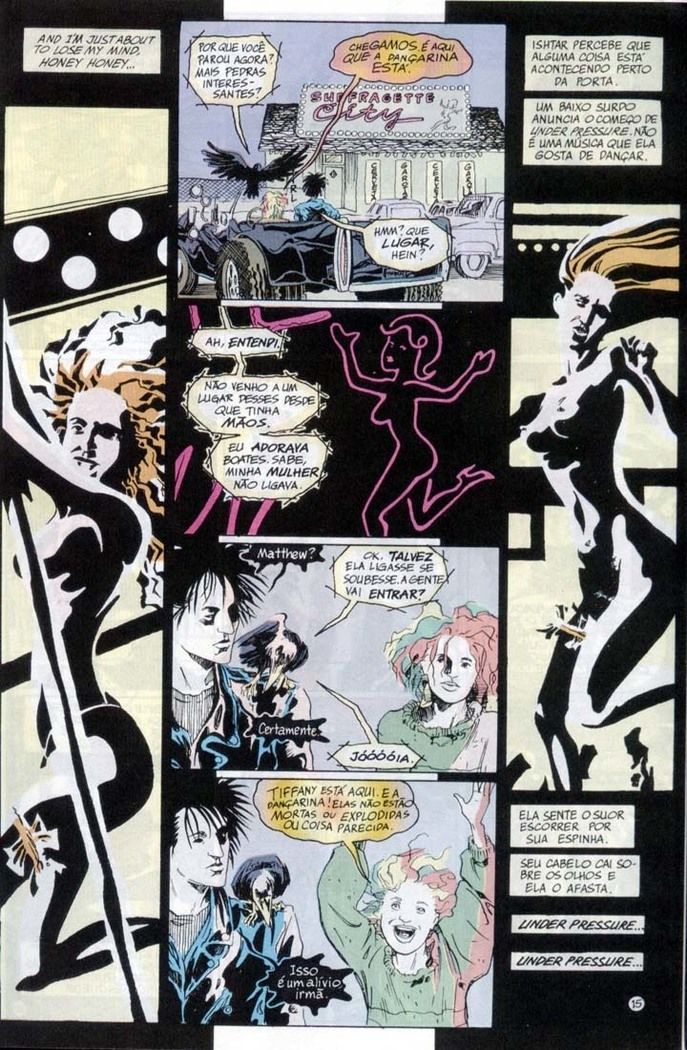 AND I'M JUST ABOUT
TO LOSE MY MIND,
HONEY HONEY...
POR QUE VOCÊ
PAROU AGORA?
MAIS PEDRAS
INTERES-
SANTES?
CHEGAMOS, É AQUI
QUE A DANÇARINA
ESTÁ.
SUFFRAGETTE
City
CERVEJA
GAROTAS
CERVEJA
GAROTAS
HMM? QUE
LUGAR,
HEIN?
AH, ENTENDI.
NÃO VENHO A UM
LUGAR DESSES DESDE
QUE TINHA
MÃOS.
EU ADORAVA
BOATES. SABE,
MINHA MULHER
NÃO LIGAVA.
Matthew?
OK. TALVEZ
ELA LIGASSE SE
SOUBESSE. A GENTE
VAI ENTRAR?
Certamente.
JÓÓÓÓIA.
TIFFANY ESTÁ AQUI. E A
DANÇARINA! ELAS NÃO ESTÃO
MORTAS OU EXPLODIDAS
OU COISA PARECIDA.
Isso
é um alívio,
irmã.
ISHTAR PERCEBE QUE
ALGUMA COISA ESTÁ
ACONTECENDO PERTO
DA PORTA.
UM BAIXO SURDO
ANUNCIA O COMEÇO DE
UNDER PRESSURE. NÃO
É UMA MÚSICA QUE ELA
GOSTA DE DANÇAR.
ELA SENTE O SUOR
ESCORRER POR
SUA ESPINHA.
SEU CABELO CAI SO-
BRE OS OLHOS E
ELA O AFASTA.
UNDER PRESSURE...
UNDER PRESSURE...
15